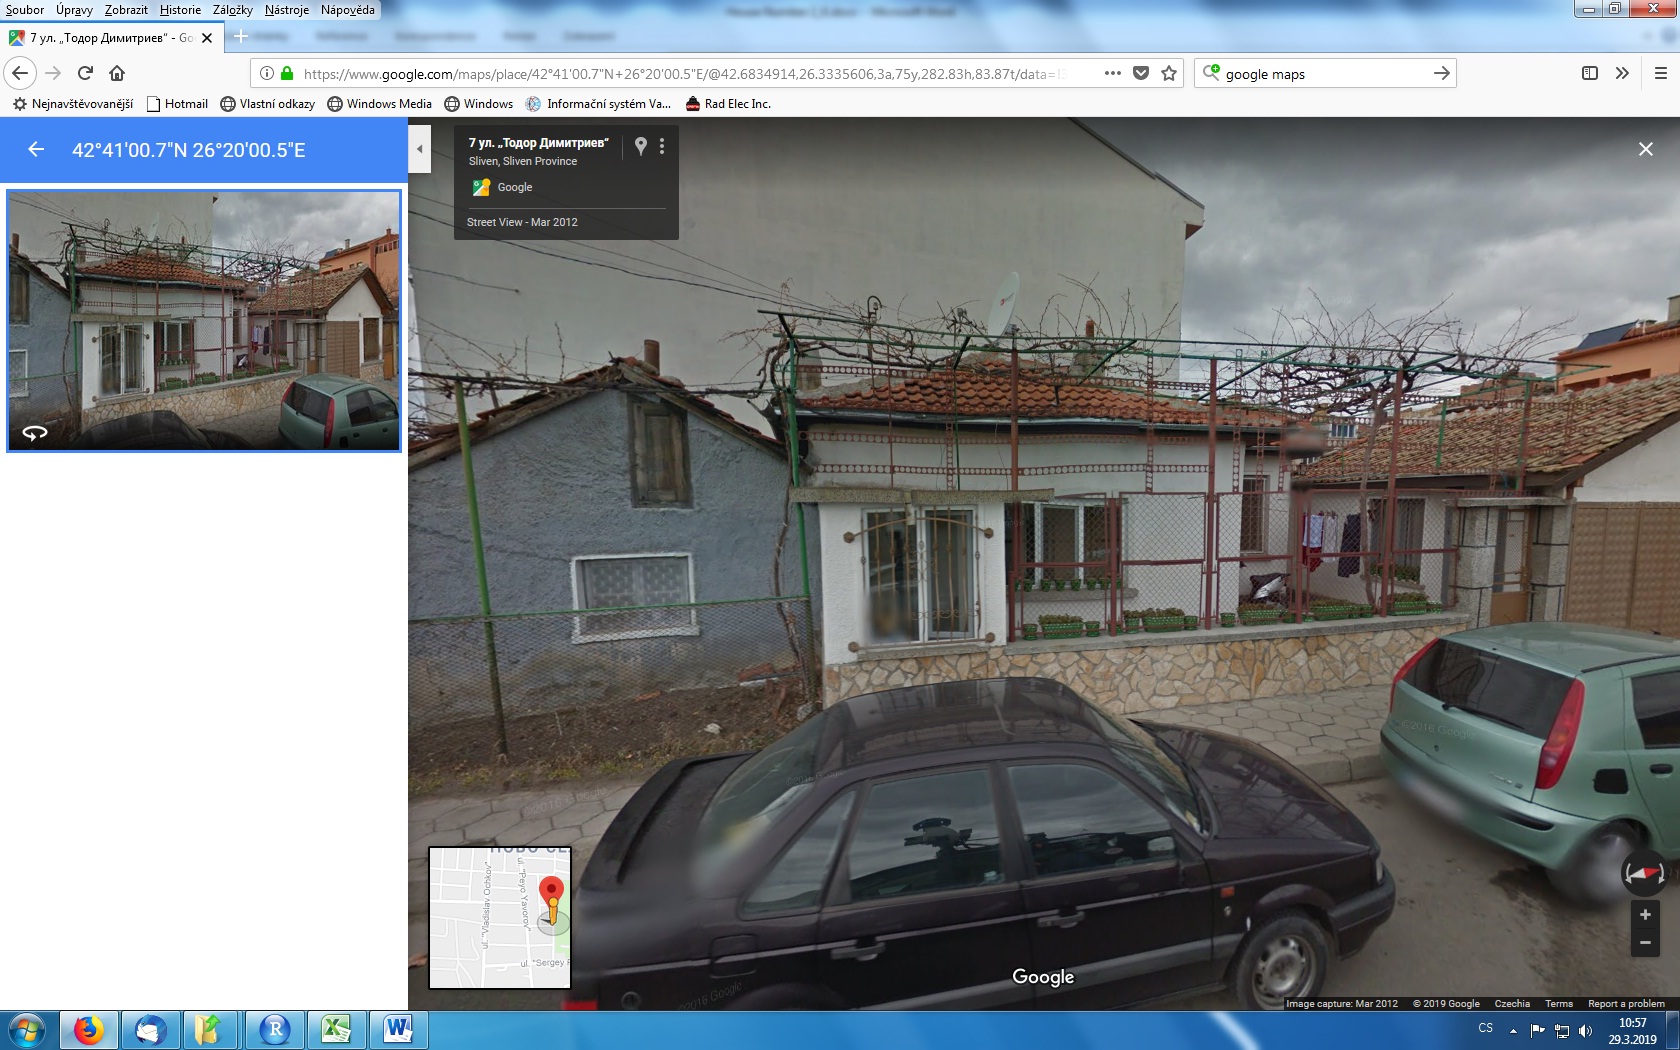 Soubor Úpravy Zobrazit Historie Záložky Nástroje Nápověda
7 ул. „Тодор Димитриев“ - Go
https://www.google.com/maps/place/42°41'00.7"N+26°20'00.5"E/@42.6834914,26.3335606,3a,75y,282.83h,83.87t/data=!3
google maps
Nejnavštěvovanější Hotmail Vlastní odkazy Windows Media Windows Informační systém Va... Rad Elec Inc.
42°41'00.7"N 26°20'00.5"E
7 ул. „Тодор Димитриев“
Sliven, Sliven Province
Google
Street View - Mar 2012
ul. "Vladislav Ochkov"
ul. "Peyo Yavorov"
ul. "Sergey
©2016 Google
Google
Image capture: Mar 2012 © 2019 Google Czechia Terms Report a problem
CS
10:57
29.3.2019